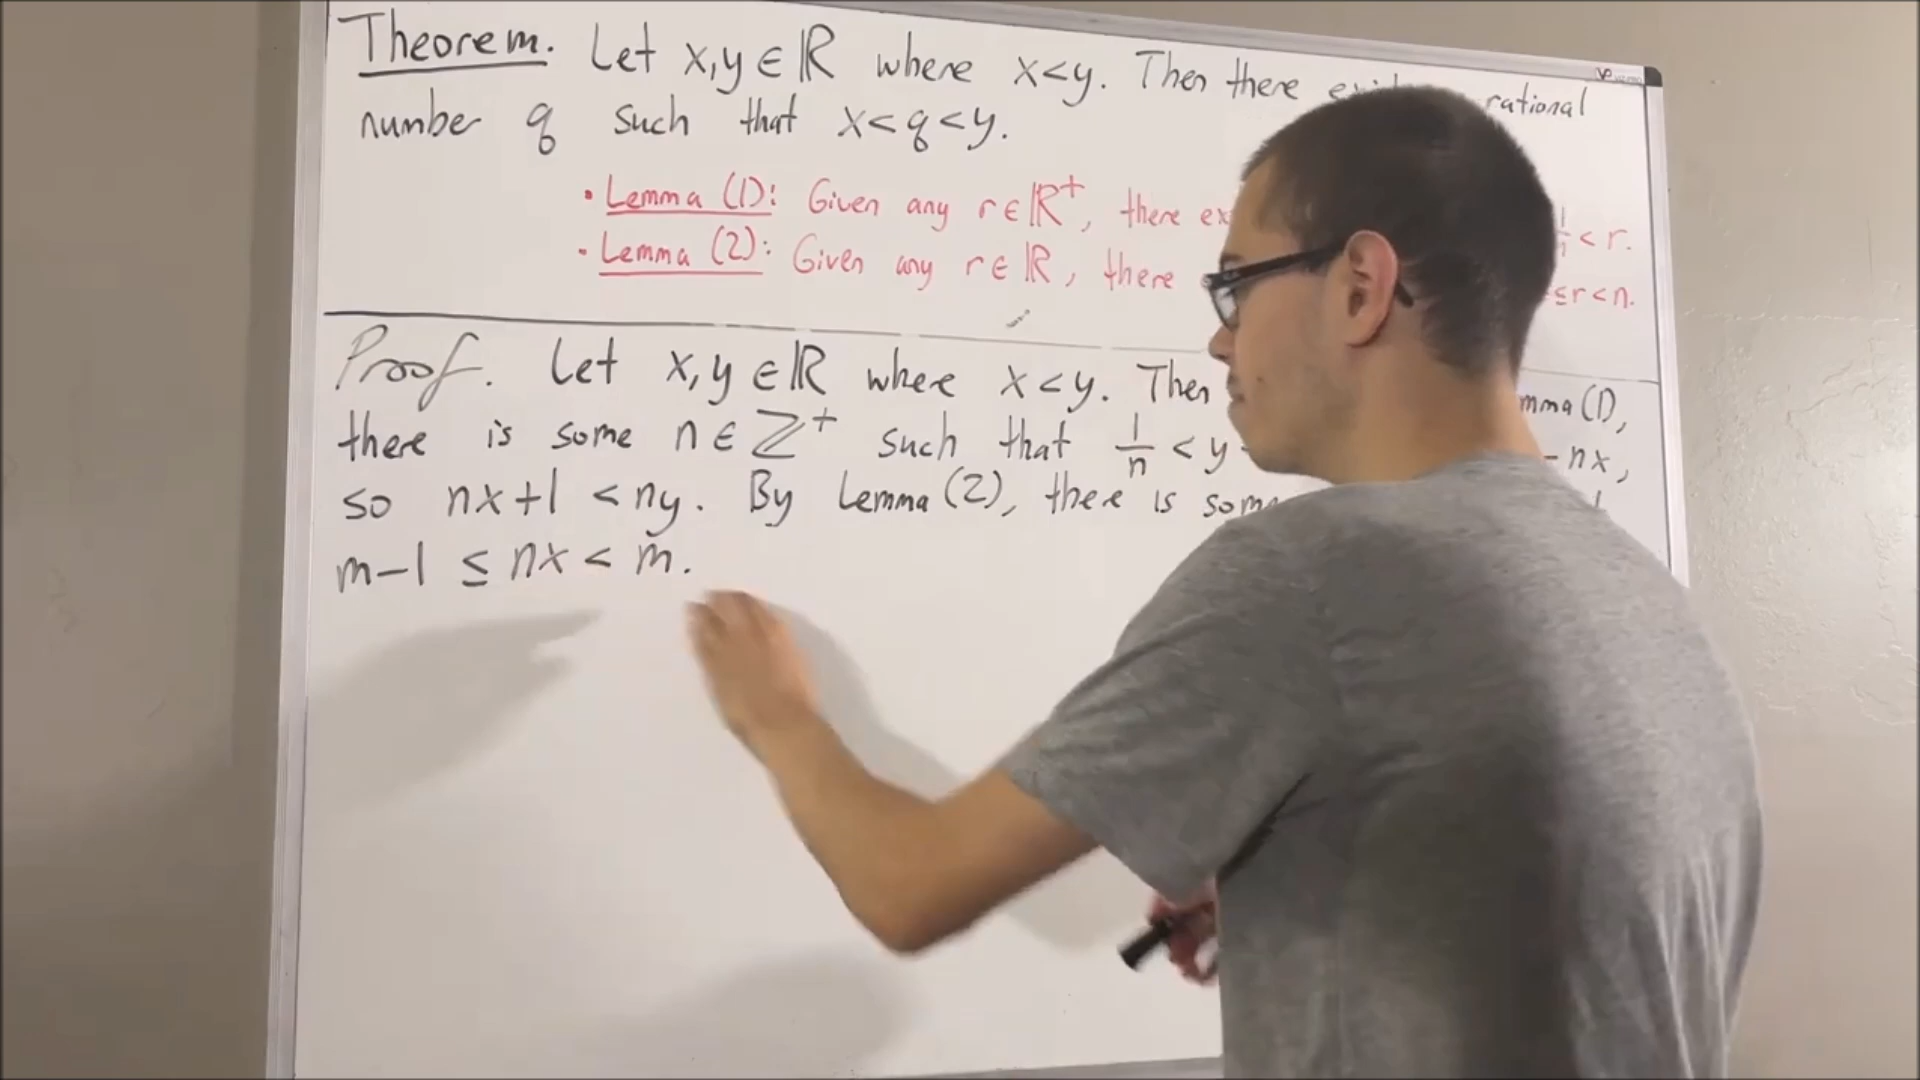 Theorem. Let x,y ∈ ℝ where x<y. Then there rational
number q such that x<q<y.
• Lemma (1): Given any r∈ℝ⁺, there < r.
• Lemma (2): Given any r∈ℝ, there ≤r<n.
Proof. Let x,y ∈ℝ where x<y. Then (1),
there is some n∈ℤ⁺ such that 1/n < y - nx,
so nx+1 < ny. By Lemma (2), there is
m-1 ≤ nx < m.